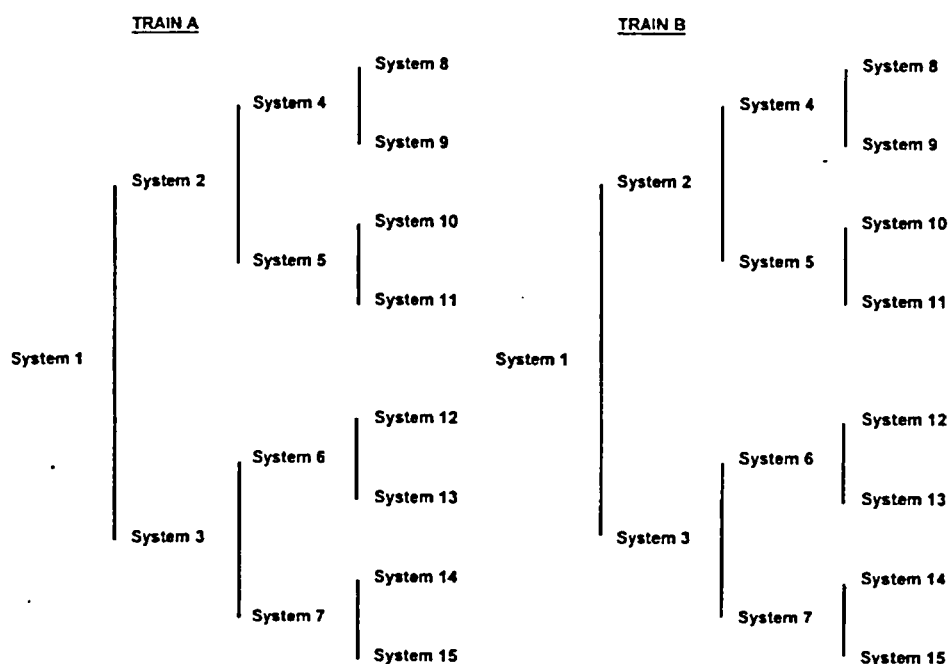 TRAIN A
System 8
System 4
System 9
System 2
System 10
System 5
System 11
System 1
System 12
System 6
System 13
System 3
System 14
System 7
System 15
TRAIN B
System 8
System 4
System 9
System 2
System 10
System 5
System 11
System 1
System 12
System 6
System 13
System 3
System 14
System 7
System 15